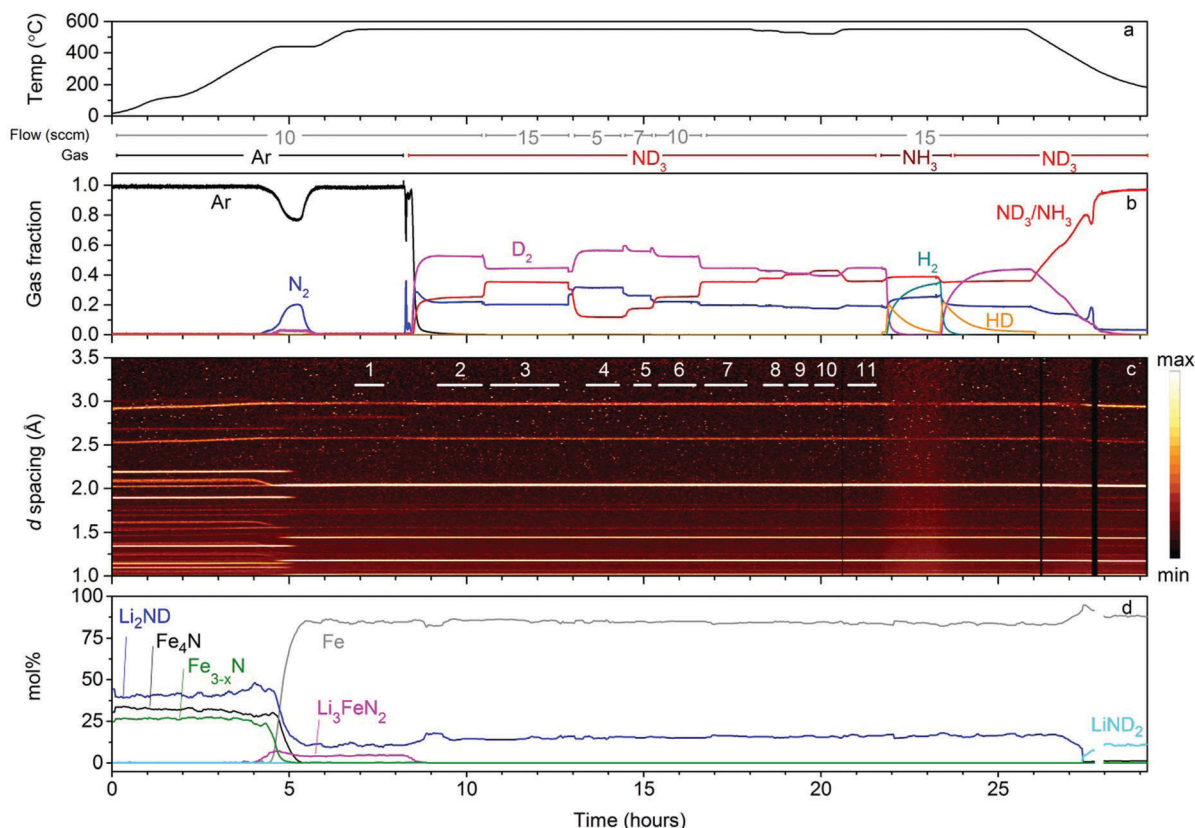 600
400
200
0
Temp (°C)
a
Flow (sccm)
10
15
5
7
10
15
Gas
Ar
ND3
NH3
ND3
1.0
0.8
0.6
0.4
0.2
0.0
Gas fraction
b
Ar
N2
D2
H2
HD
ND3/NH3
3.5
3.0
2.5
2.0
1.5
1.0
d spacing (Å)
1
2
3
4
5
6
7
8
9
10
11
c
max
min
100
75
50
25
0
mol%
d
Li2ND
Fe4N
Fe3-xN
Fe
Li3FeN2
LiND2
0
5
10
15
20
25
Time (hours)